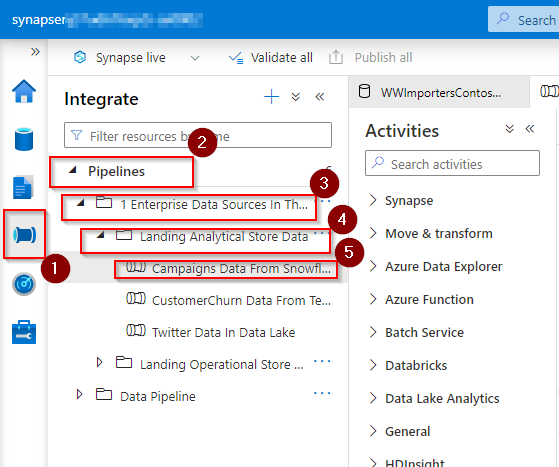 synapse
Search
Synapse live
Validate all
Publish all
Integrate
WWImportersContos...
Filter resources by name
Activities
2
Pipelines
Search activities
3
1 Enterprise Data Sources In Th...
Synapse
4
Landing Analytical Store Data
Move & transform
5
Campaigns Data From Snowfl...
Azure Data Explorer
1
CustomerChurn Data From Te...
Azure Function
Twitter Data In Data Lake
Batch Service
Landing Operational Store ...
Databricks
Data Pipeline
Data Lake Analytics
General
HDInsight